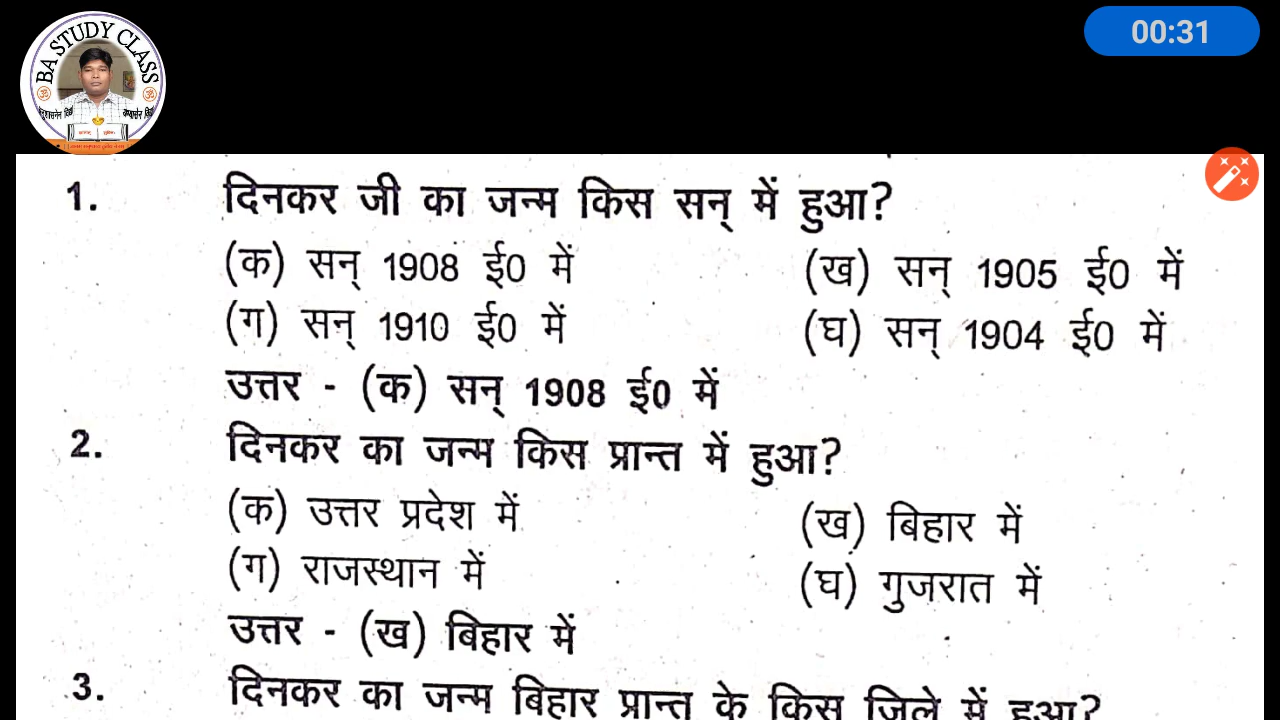 BA STUDY CLASS
00:31
1. दिनकर जी का जन्म किस सन् में हुआ?
(क) सन् 1908 ई0 में (ख) सन् 1905 ई0 में
(ग) सन् 1910 ई0 में (घ) सन् 1904 ई0 में
उत्तर - (क) सन् 1908 ई0 में
2. दिनकर का जन्म किस प्रान्त में हुआ?
(क) उत्तर प्रदेश में (ख) बिहार में
(ग) राजस्थान में (घ) गुजरात में
उत्तर - (ख) बिहार में
3. दिनकर का जन्म बिहार प्रान्त के किस जिले में हुआ?